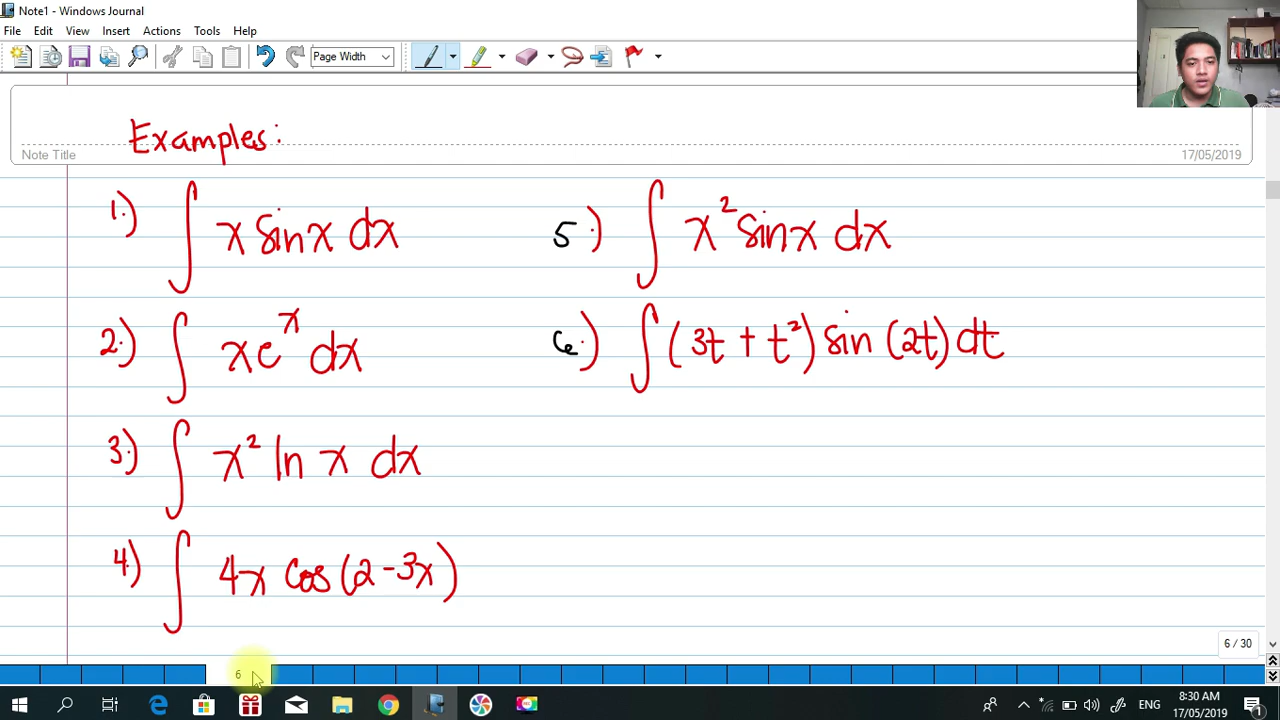 Note1 - Windows Journal
File Edit View Insert Actions Tools Help
Page Width
Examples:
Note Title
17/05/2019
1.) ∫ x sin x dx
2.) ∫ x e^x dx
3.) ∫ x² ln x dx
4.) ∫ 4x cos(2-3x)
5.) ∫ x² sin x dx
6.) ∫ (3t + t²) sin (2t) dt
6 / 30
6
ENG
8:30 AM
17/05/2019
1